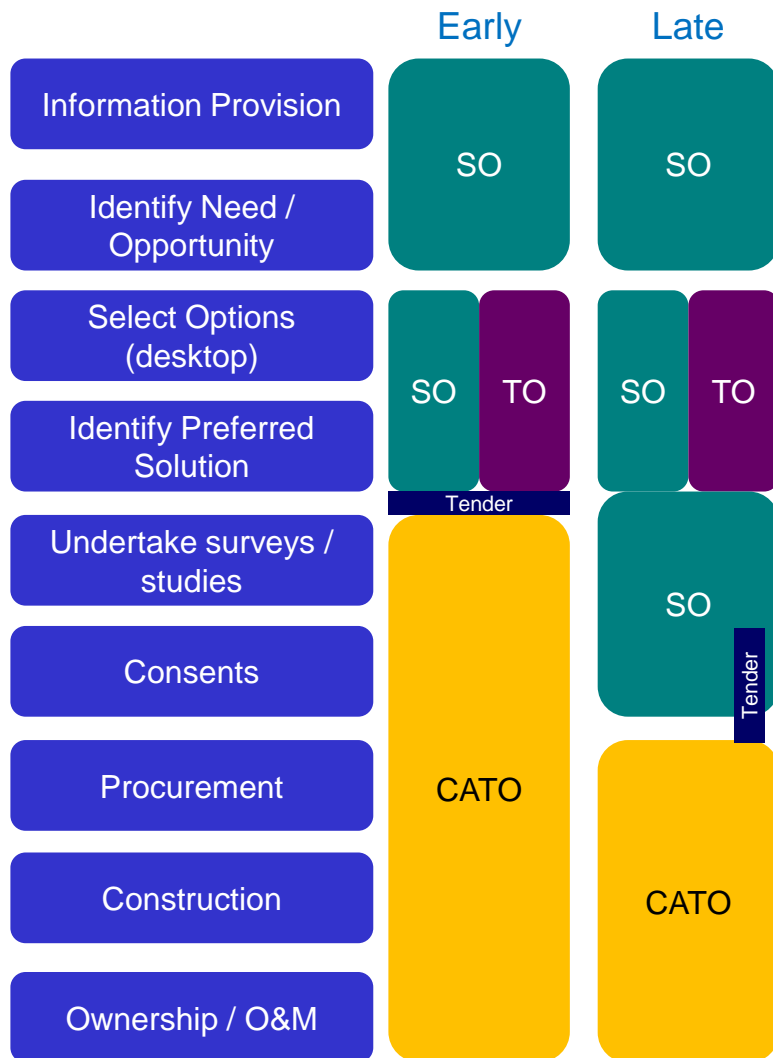 Early
Late
Information Provision
SO
SO
Identify Need /
Opportunity
Select Options
(desktop)
SO
TO
SO
TO
Identify Preferred
Solution
Tender
Undertake surveys /
studies
SO
Consents
Tender
Procurement
CATO
Construction
CATO
Ownership / O&M